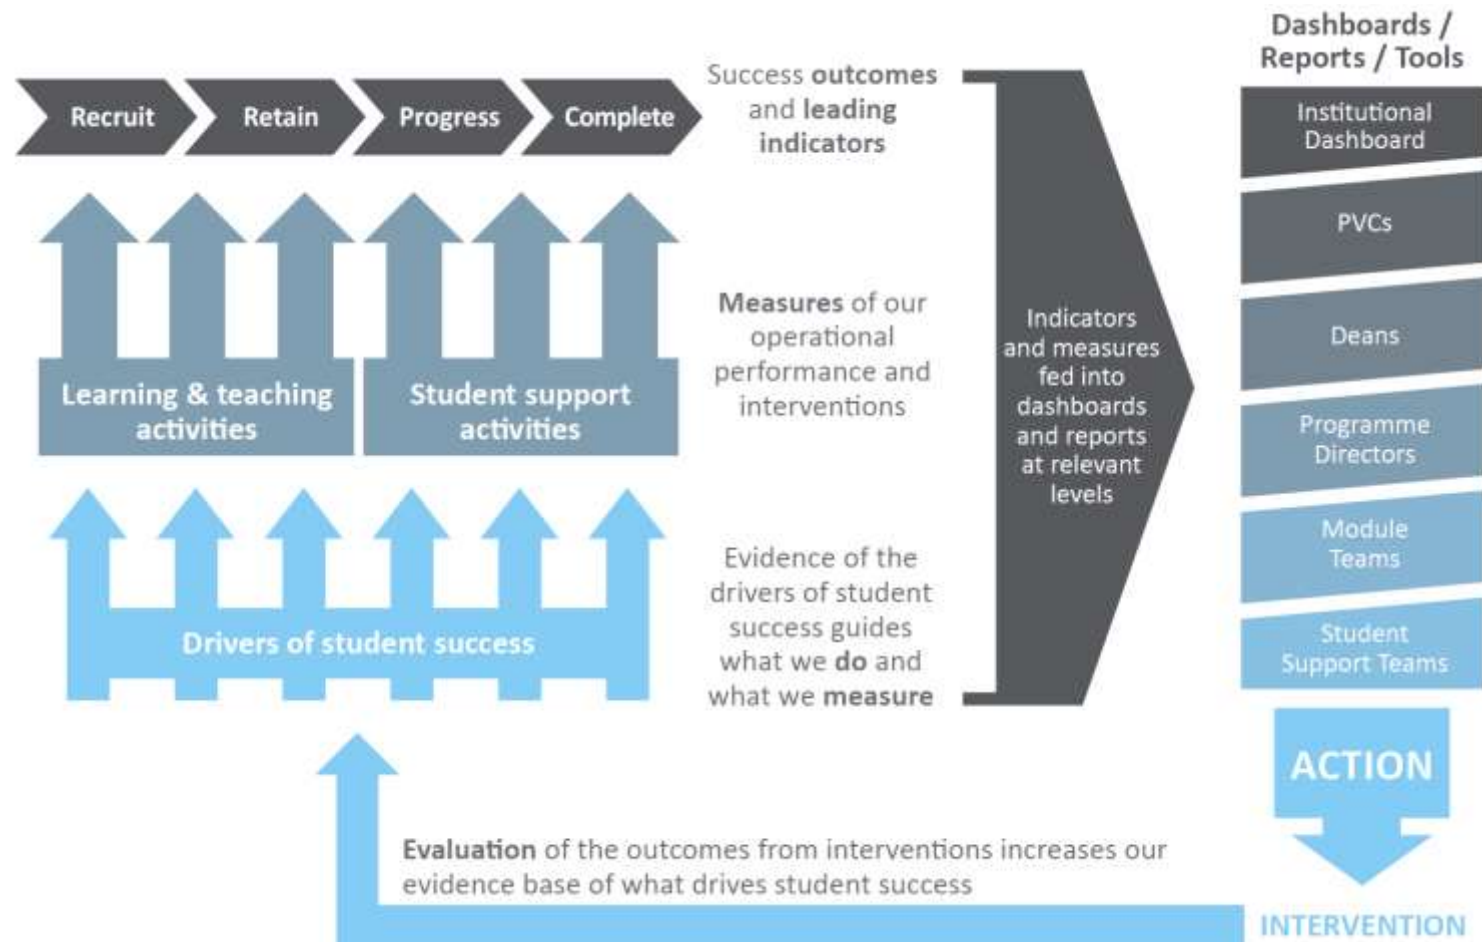 Dashboards /
Reports / Tools
Recruit
Retain
Progress
Complete
Success outcomes
and leading
indicators
Learning & teaching
activities
Student support
activities
Measures of our
operational
performance and
interventions
Drivers of student success
Evidence of the
drivers of student
success guides
what we do and
what we measure
Indicators
and measures
fed into
dashboards
and reports
at relevant
levels
Institutional
Dashboard
PVCs
Deans
Programme
Directors
Module
Teams
Student
Support Teams
ACTION
INTERVENTION
Evaluation of the outcomes from interventions increases our
evidence base of what drives student success